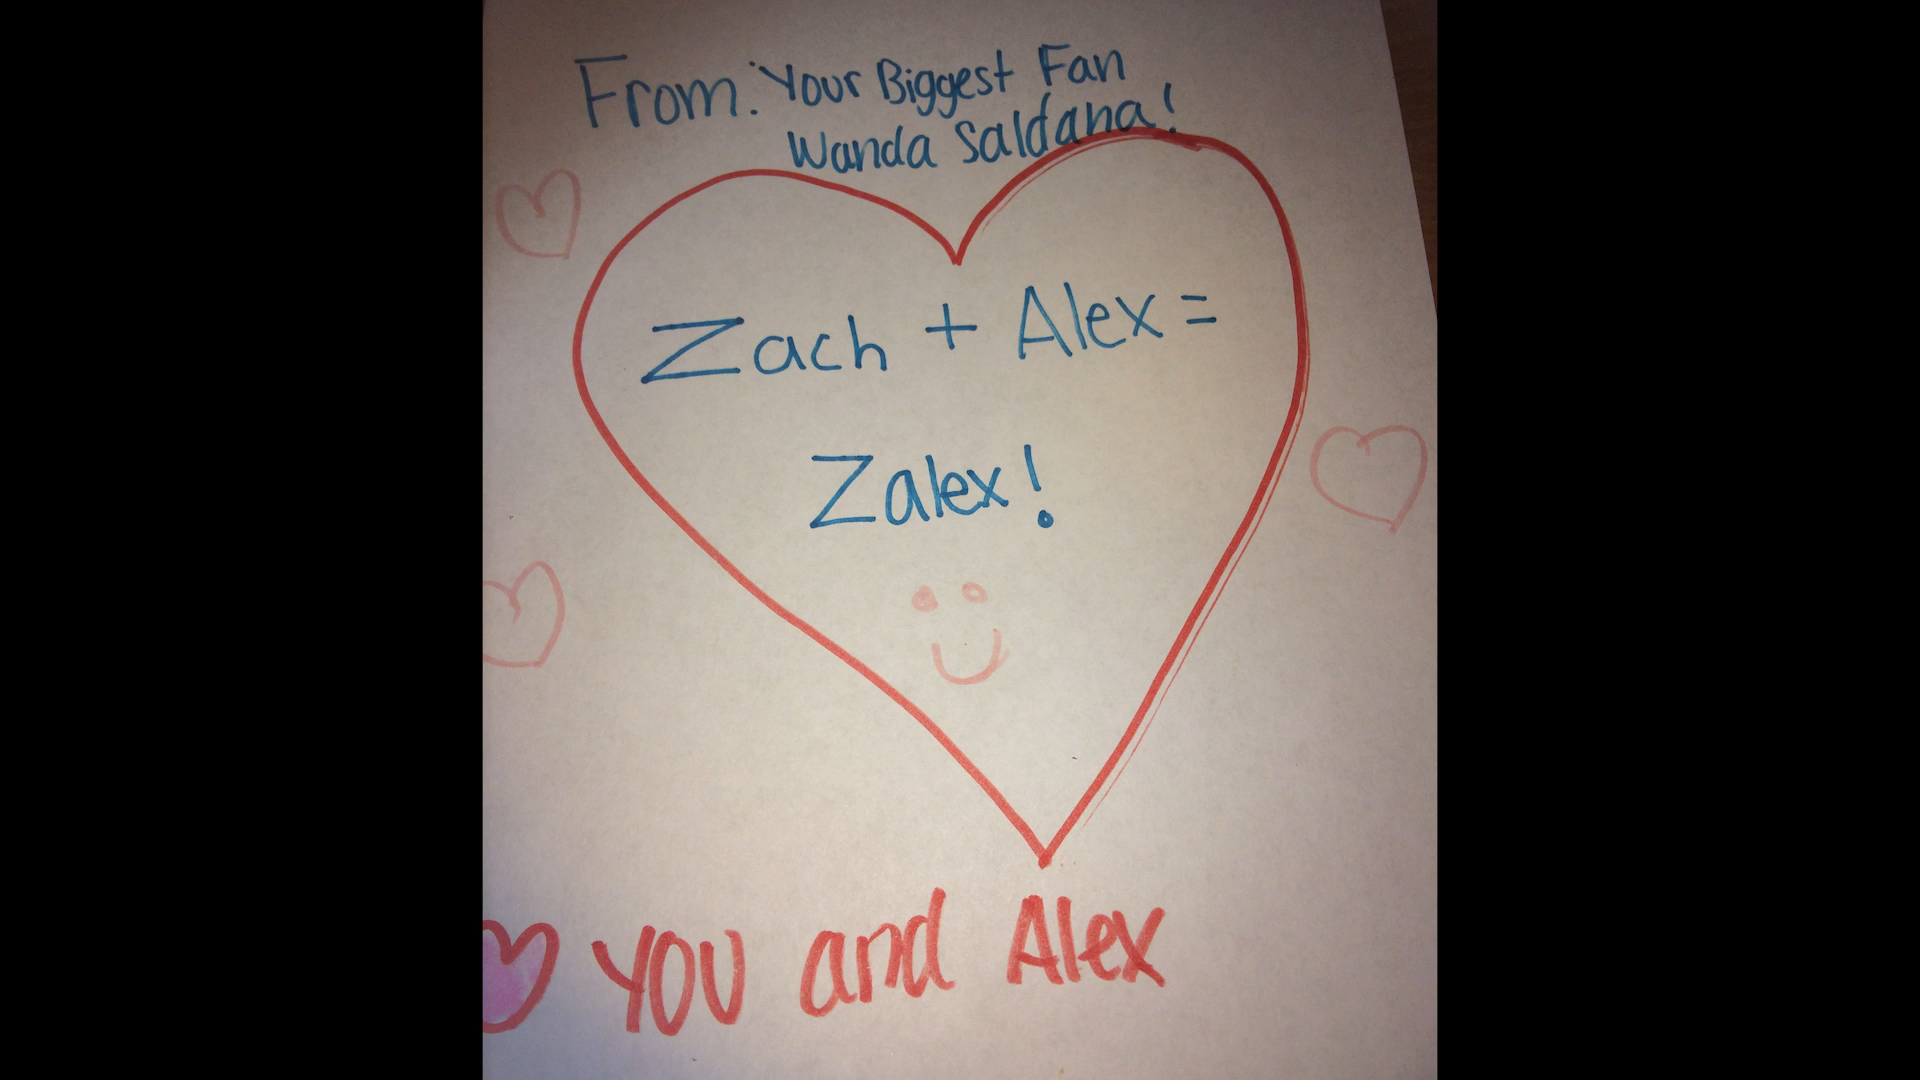 From: Your Biggest Fan
Wanda Saldana!
Zach + Alex =
Zalex!
YOU and Alex